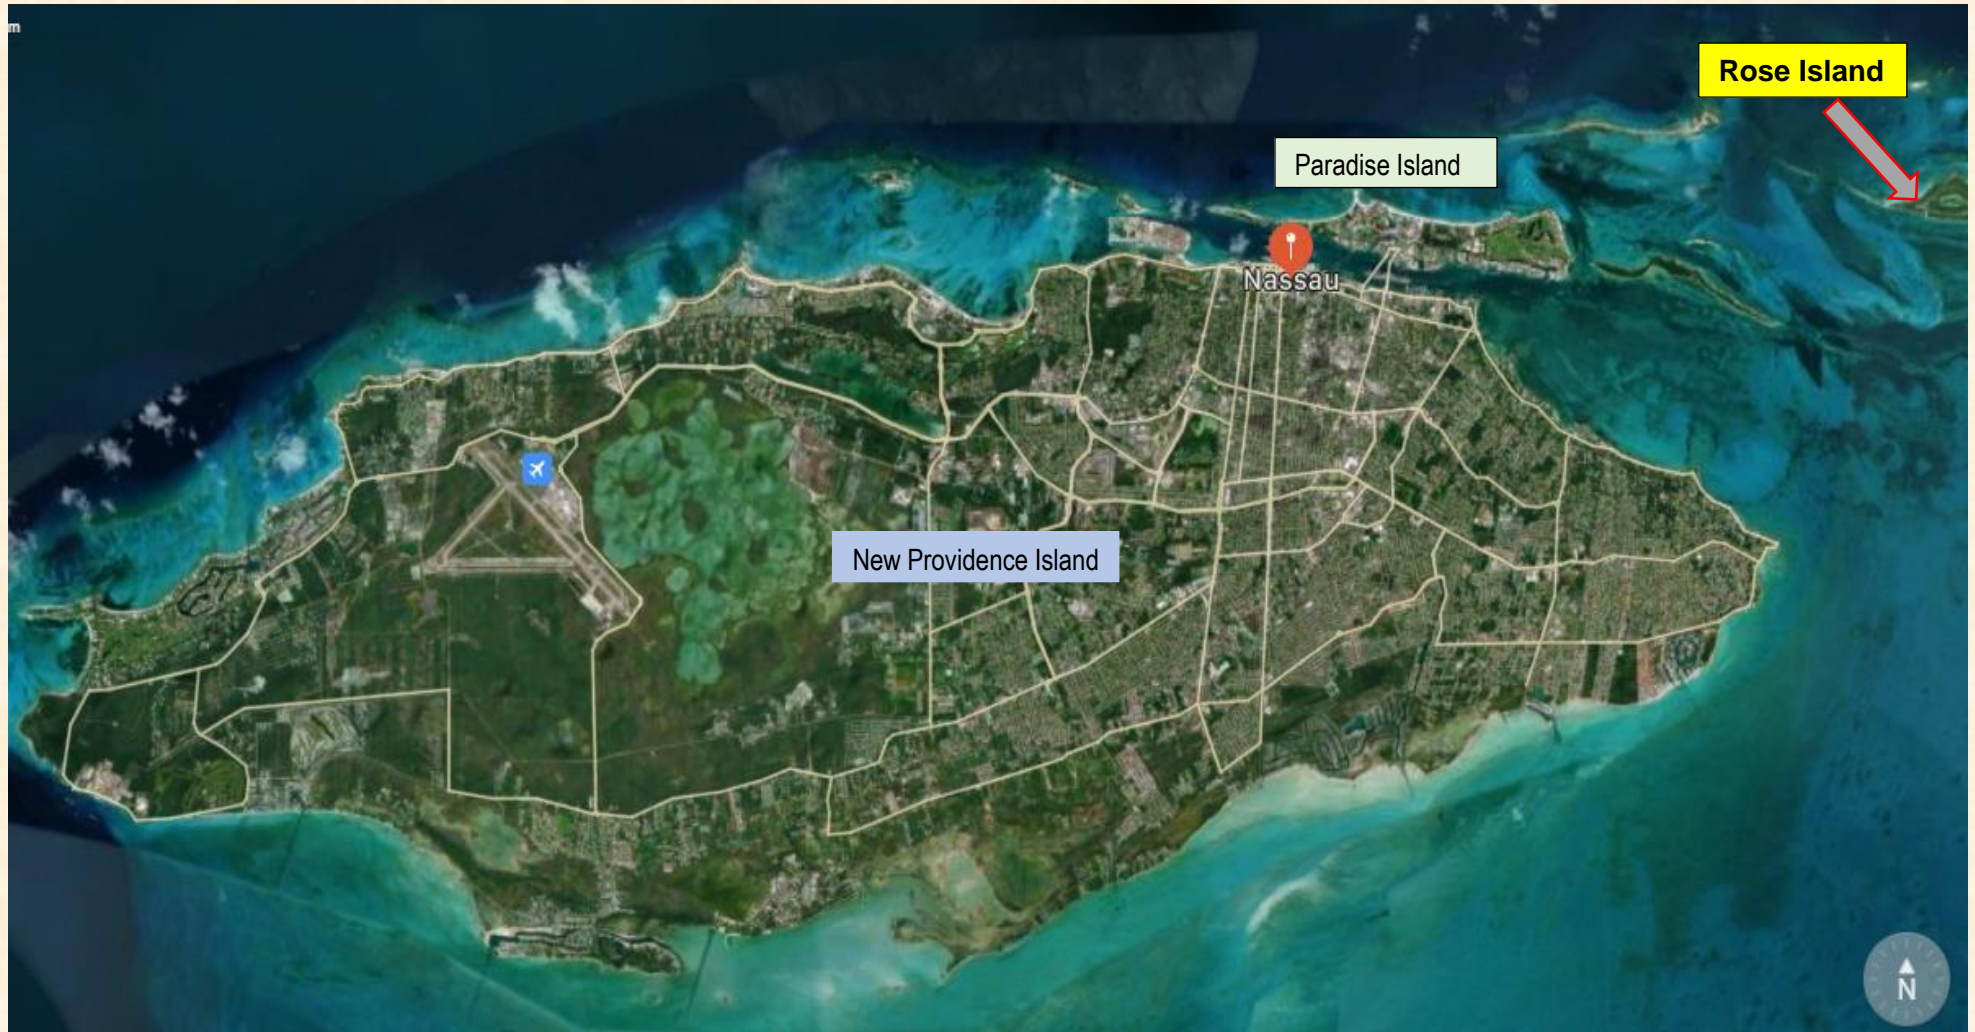 m
Rose Island
Paradise Island
Nassau
New Providence Island
N